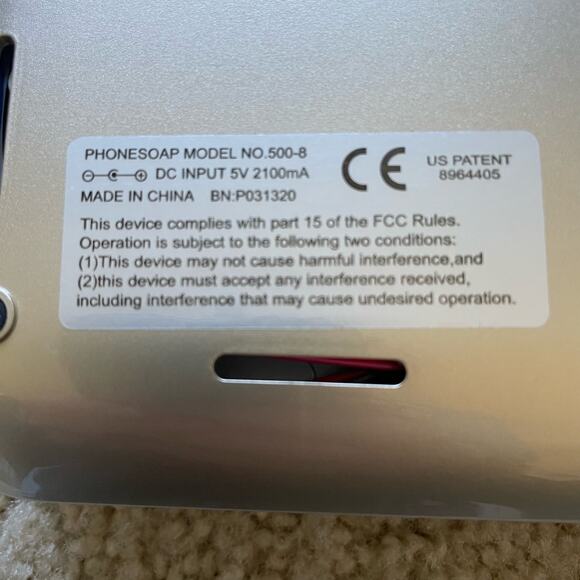 PHONESOAP MODEL NO.500-8
DC INPUT 5V 2100mA
MADE IN CHINA BN:P031320
CE
US PATENT
8964405
This device complies with part 15 of the FCC Rules.
Operation is subject to the following two conditions:
(1)This device may not cause harmful interference,and
(2)this device must accept any interference received,
including interference that may cause undesired operation.